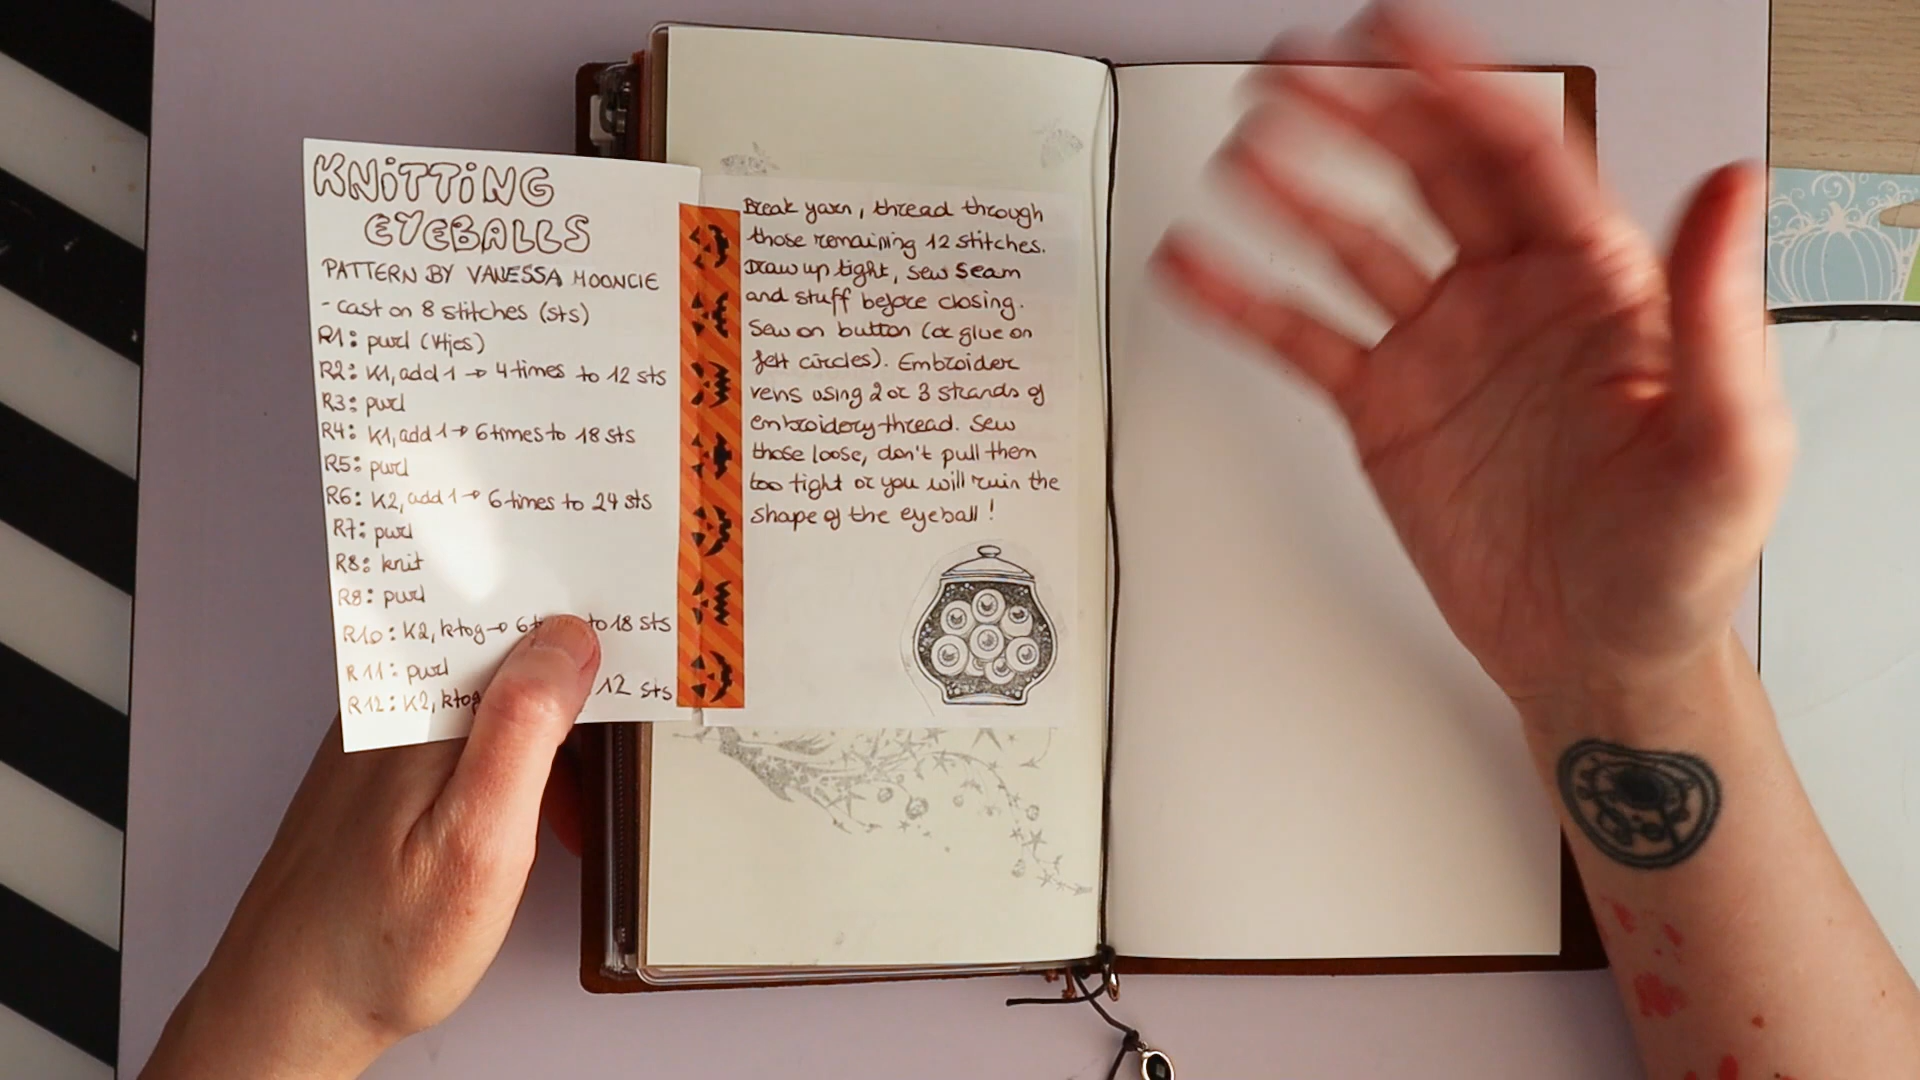 KNITTING
EYEBALLS
PATTERN BY VANESSA MOONCIE
- cast on 8 stitches (sts)
R1: purl (Vtjes)
R2: K1, add 1 → 4 times to 12 sts
R3: purl
R4: K1, add 1 → 6 times to 18 sts
R5: purl
R6: K2, add 1 → 6 times to 24 sts
R7: purl
R8: knit
R8: purl
R10: K2, ktog → 6 to 18 sts
R11: purl
R12: K2, ktog 12 sts
Break yarn, thread through
those remaining 12 stitches.
Draw up tight, sew seam
and stuff before closing.
Sew on button (or glue on
felt circles). Embroider
veins using 2 or 3 strands of
embroidery thread. Sew
those loose, don't pull them
too tight or you will ruin the
shape of the eyeball!